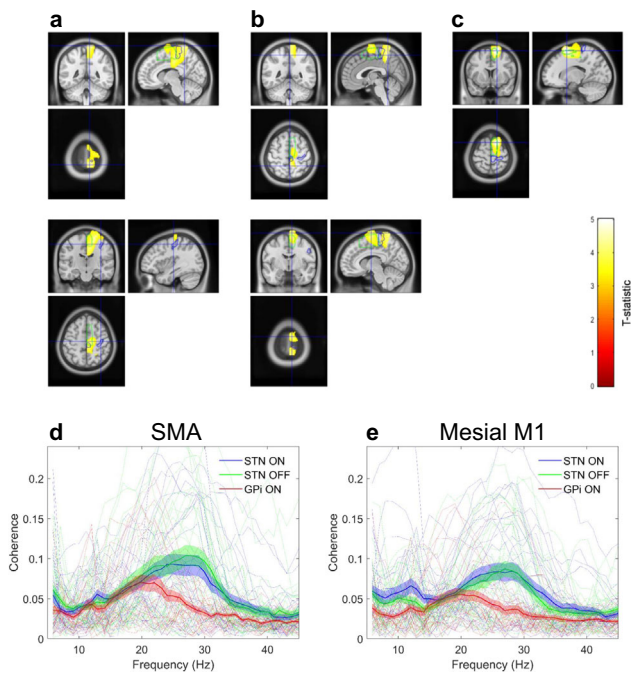 a
b
c
5
4
3
2
1
0
T-statistic
d SMA
STN ON
STN OFF
GPi ON
0.2
0.15
0.1
0.05
0
Coherence
10 20 30 40
Frequency (Hz)
e Mesial M1
STN ON
STN OFF
GPi ON
0.2
0.15
0.1
0.05
0
Coherence
10 20 30 40
Frequency (Hz)